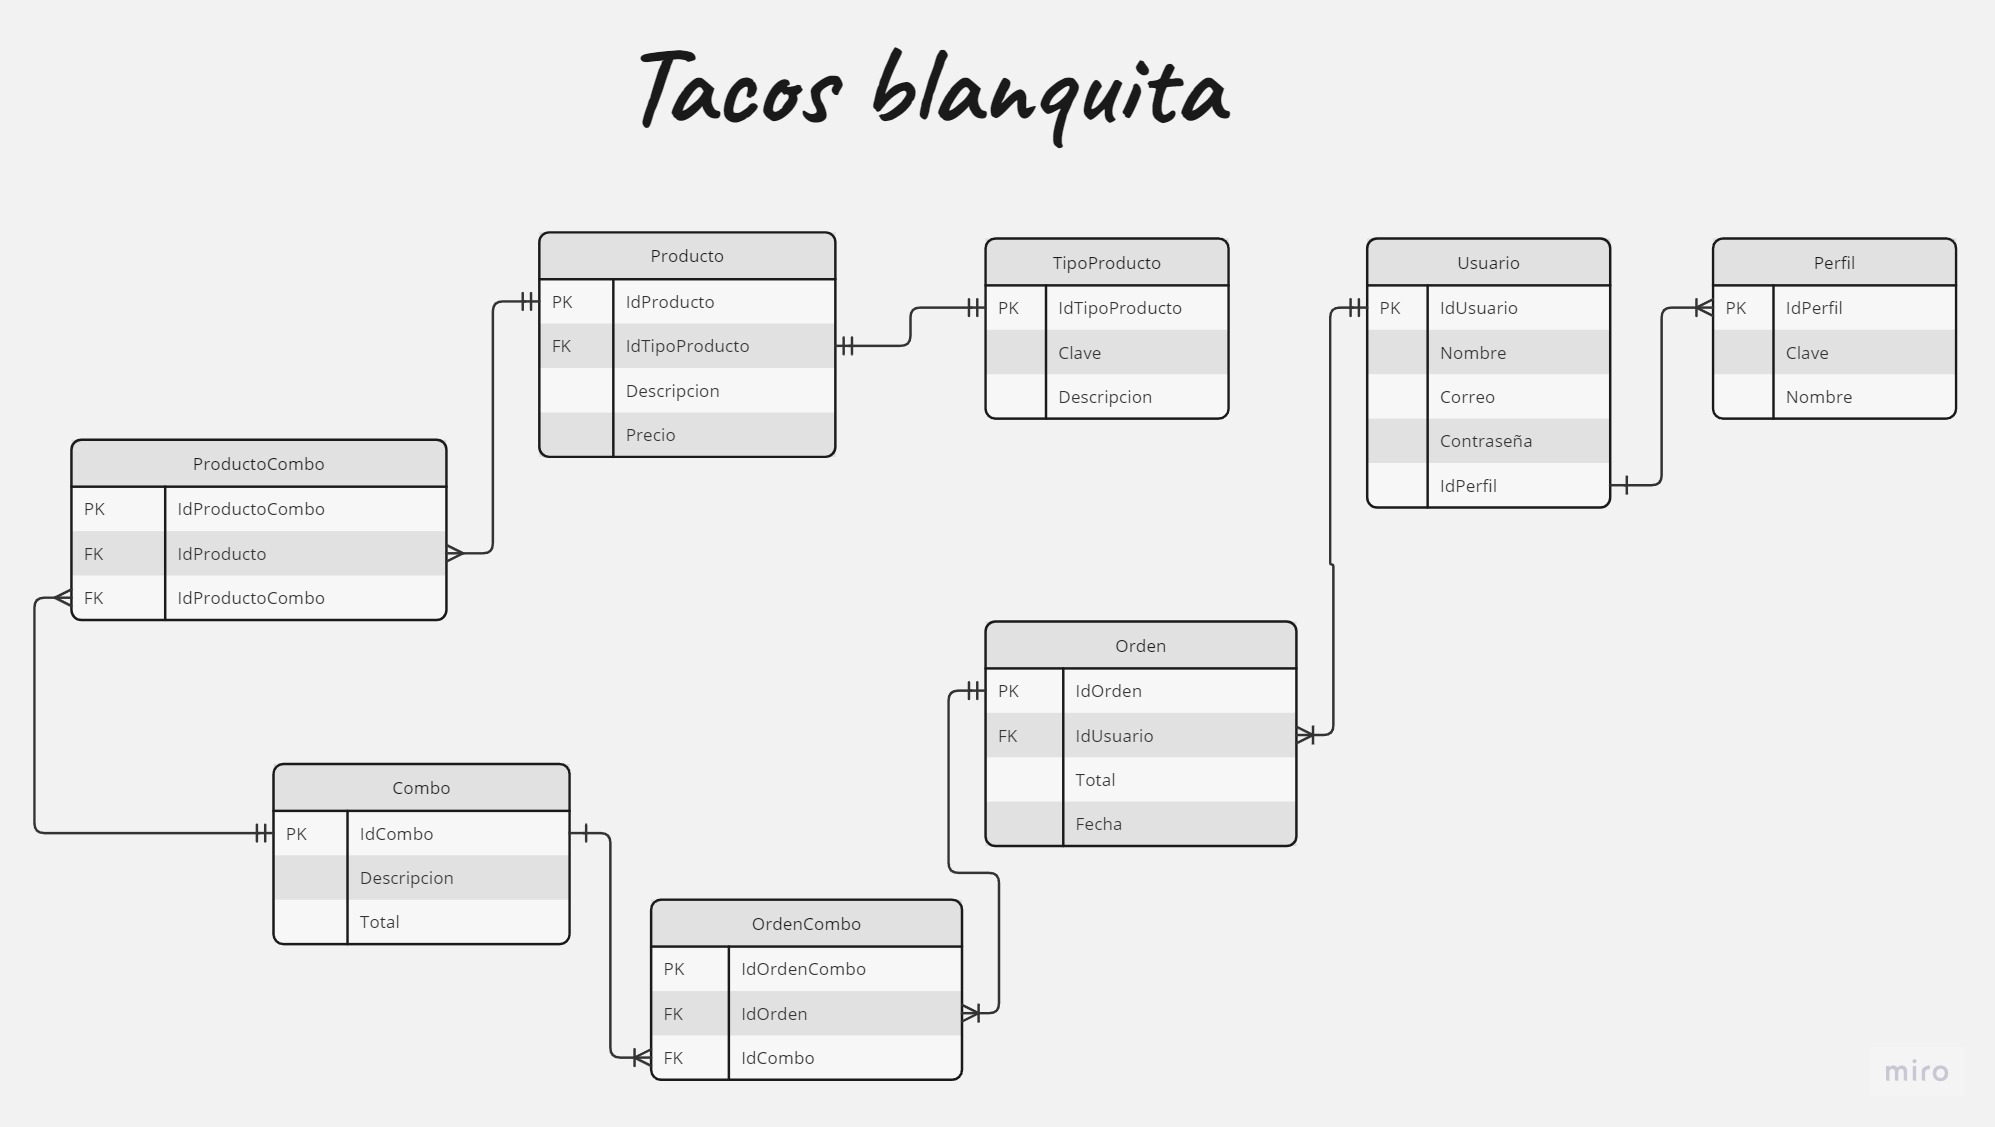 Tacos blanquita
Producto
PK IdProducto
FK IdTipoProducto
Descripcion
Precio
TipoProducto
PK IdTipoProducto
Clave
Descripcion
Usuario
PK IdUsuario
Nombre
Correo
Contraseña
IdPerfil
Perfil
PK IdPerfil
Clave
Nombre
ProductoCombo
PK IdProductoCombo
FK IdProducto
FK IdProductoCombo
Orden
PK IdOrden
FK IdUsuario
Total
Fecha
Combo
PK IdCombo
Descripcion
Total
OrdenCombo
PK IdOrdenCombo
FK IdOrden
FK IdCombo
miro